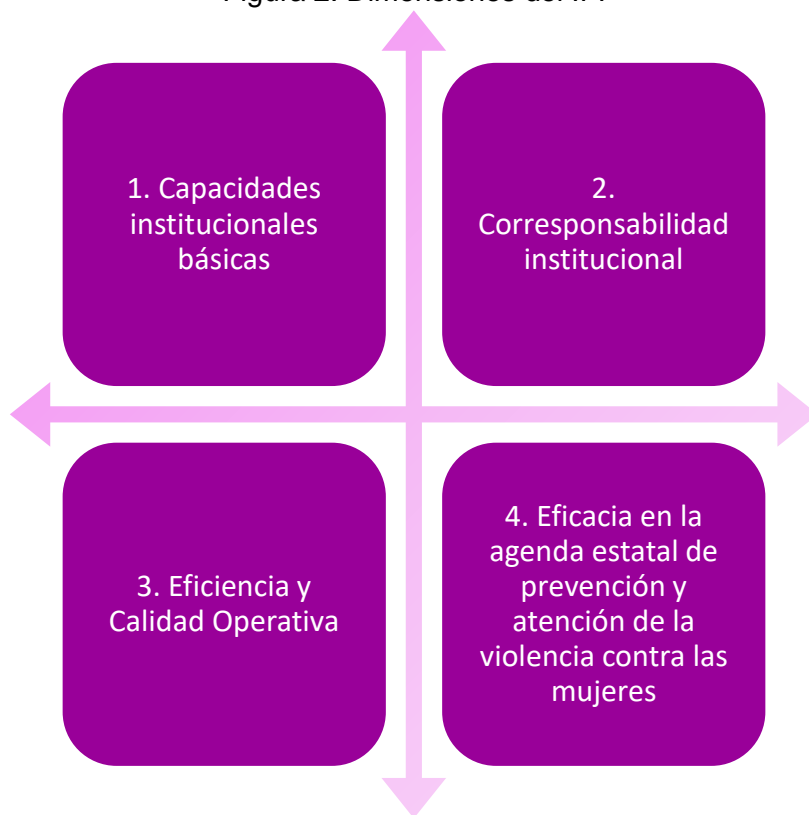 1. Capacidades
institucionales
básicas
2.
Corresponsabilidad
institucional
3. Eficiencia y
Calidad Operativa
4. Eficacia en la
agenda estatal de
prevención y
atención de la
violencia contra las
mujeres